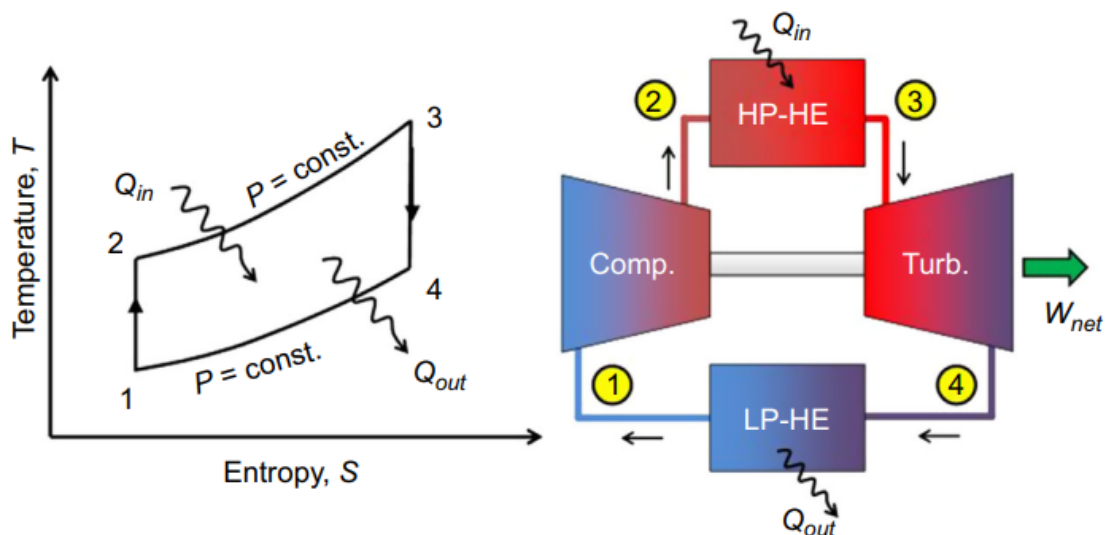 Temperature, T
Entropy, S
1
2
3
4
P = const.
P = const.
Q_in
Q_out
Q_in
HP-HE
2
3
Comp.
Turb.
W_net
1
4
LP-HE
Q_out